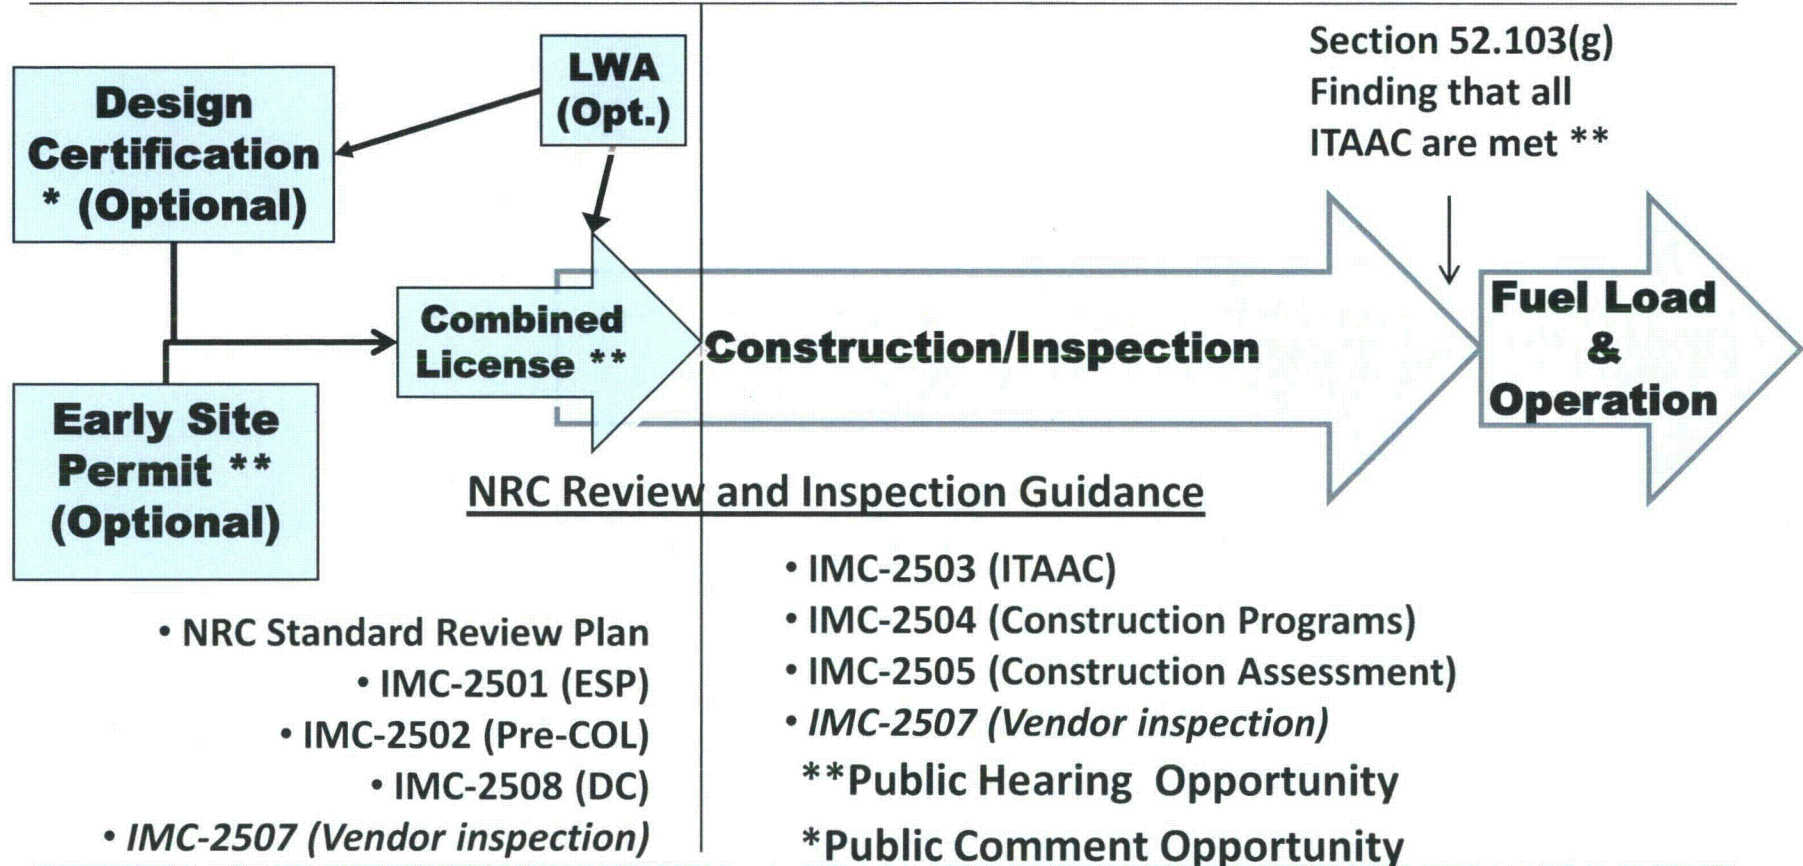 Design
Certification
* (Optional)
LWA
(Opt.)
Section 52.103(g)
Finding that all
ITAAC are met **
Combined
License **
Construction/Inspection
Fuel Load
&
Operation
Early Site
Permit **
(Optional)
NRC Review and Inspection Guidance
• NRC Standard Review Plan
• IMC-2501 (ESP)
• IMC-2502 (Pre-COL)
• IMC-2508 (DC)
• IMC-2507 (Vendor inspection)
• IMC-2503 (ITAAC)
• IMC-2504 (Construction Programs)
• IMC-2505 (Construction Assessment)
• IMC-2507 (Vendor inspection)
**Public Hearing Opportunity
*Public Comment Opportunity